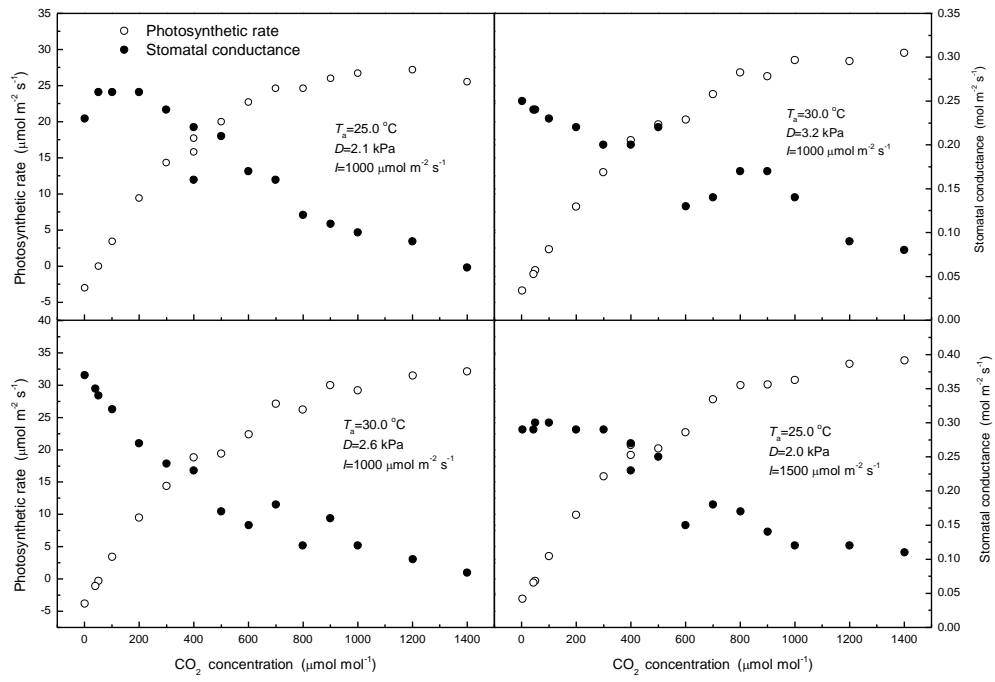 Photosynthetic rate
Stomatal conductance
35
30
25
20
15
10
5
0
-5
Photosynthetic rate (μmol m⁻² s⁻¹)
Tₐ=25.0 °C
D=2.1 kPa
I=1000 μmol m⁻² s⁻¹
Tₐ=30.0 °C
D=3.2 kPa
I=1000 μmol m⁻² s⁻¹
0.35
0.30
0.25
0.20
0.15
0.10
0.05
0.00
Stomatal conductance (mol m⁻² s⁻¹)
40
35
30
25
20
15
10
5
0
-5
Photosynthetic rate (μmol m⁻² s⁻¹)
Tₐ=30.0 °C
D=2.6 kPa
I=1000 μmol m⁻² s⁻¹
Tₐ=25.0 °C
D=2.0 kPa
I=1500 μmol m⁻² s⁻¹
0.40
0.35
0.30
0.25
0.20
0.15
0.10
0.05
0.00
Stomatal conductance (mol m⁻² s⁻¹)
0 200 400 600 800 1000 1200 1400
0 200 400 600 800 1000 1200 1400
CO₂ concentration (μmol mol⁻¹)
CO₂ concentration (μmol mol⁻¹)